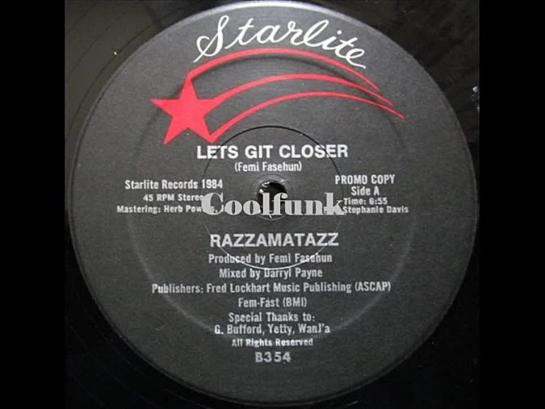 Starlite
LETS GIT CLOSER
(Femi Fasehun)
Starlite Records 1984
45 RPM Stereo
Mastering: Herb
PROMO COPY
Side A
Time: 6:55
Stephanie Davis
Coolfunk
RAZZAMATAZZ
Produced by Femi Fasehun
Mixed by Darryl Payne
Publishers: Fred Lockhart Music Publishing (ASCAP)
Fem-Fast (BMI)
Special Thanks to:
G. Bufford, Yetty, WanJ'a
All Rights Reserved
B354